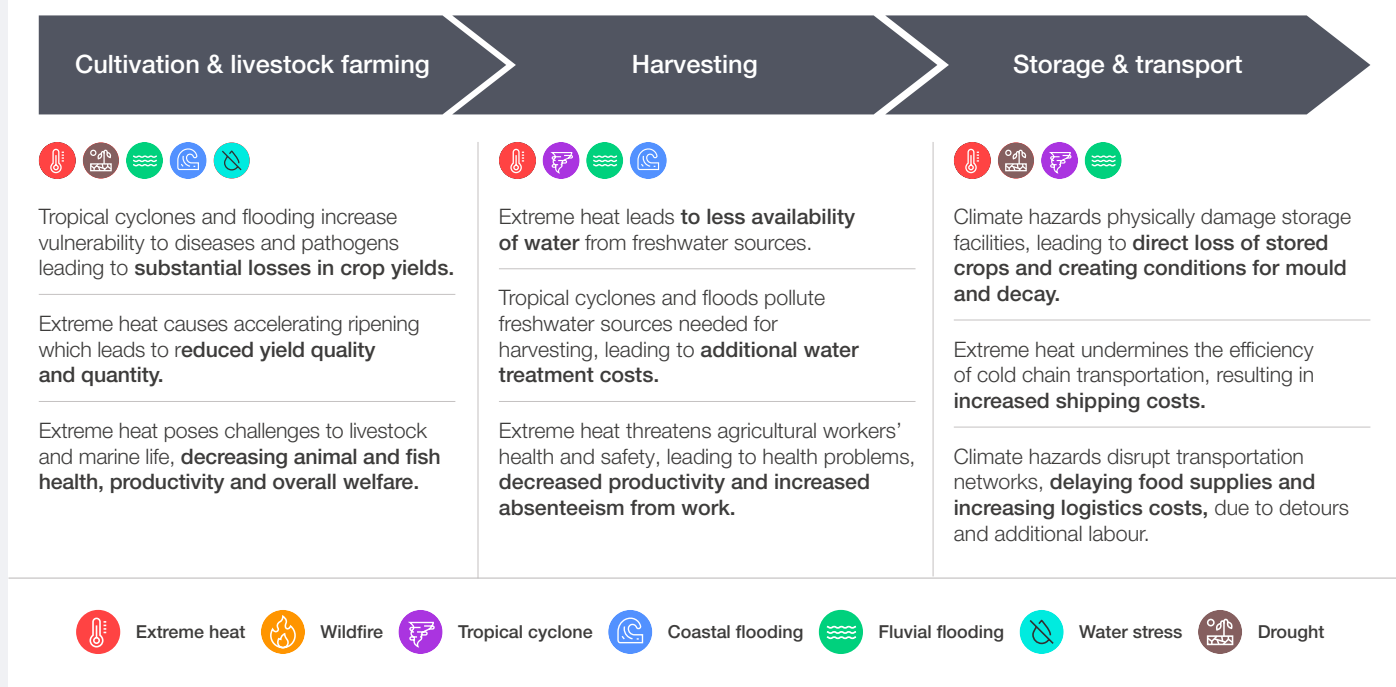 Cultivation & livestock farming
Harvesting
Storage & transport
Tropical cyclones and flooding increase
vulnerability to diseases and pathogens
leading to substantial losses in crop yields.
Extreme heat causes accelerating ripening
which leads to reduced yield quality
and quantity.
Extreme heat poses challenges to livestock
and marine life, decreasing animal and fish
health, productivity and overall welfare.
Extreme heat leads to less availability
of water from freshwater sources.
Tropical cyclones and floods pollute
freshwater sources needed for
harvesting, leading to additional water
treatment costs.
Extreme heat threatens agricultural workers’
health and safety, leading to health problems,
decreased productivity and increased
absenteeism from work.
Climate hazards physically damage storage
facilities, leading to direct loss of stored
crops and creating conditions for mould
and decay.
Extreme heat undermines the efficiency
of cold chain transportation, resulting in
increased shipping costs.
Climate hazards disrupt transportation
networks, delaying food supplies and
increasing logistics costs, due to detours
and additional labour.
Extreme heat
Wildfire
Tropical cyclone
Coastal flooding
Fluvial flooding
Water stress
Drought